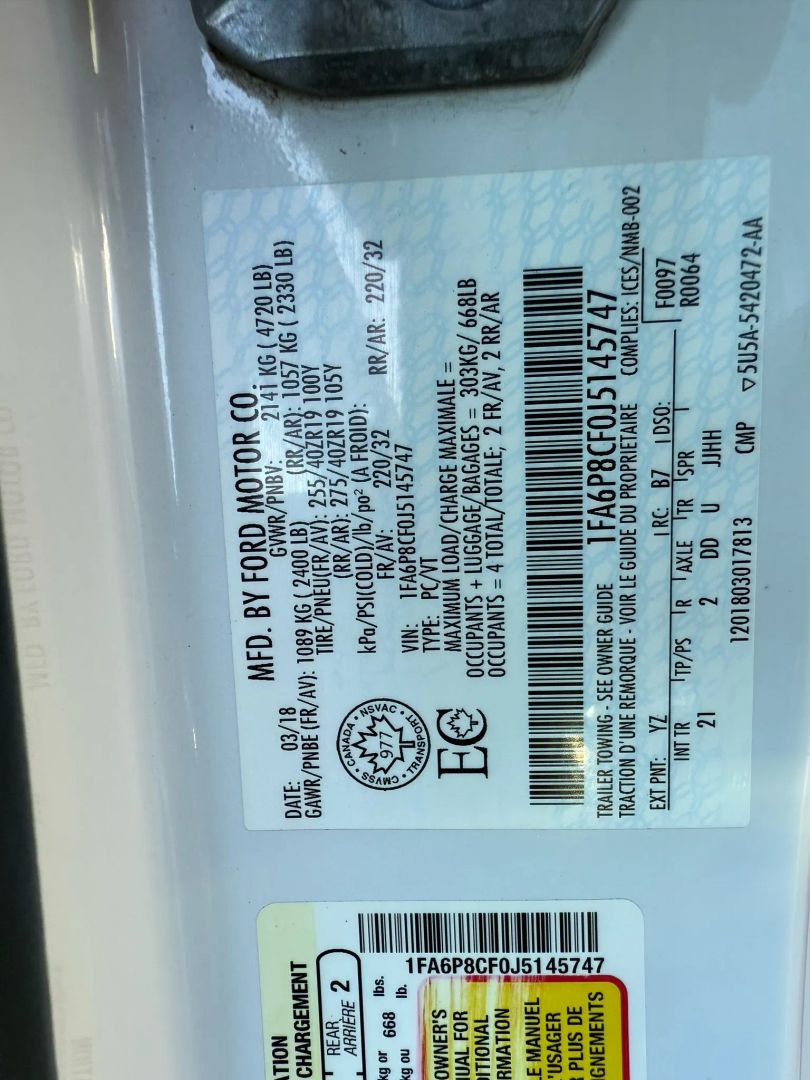 MFD. BY FORD MOTOR CO.
DATE: 03/18 GVWR/PNBV: 2141 KG ( 4720 LB)
GAWR/PNBE (FR/AV): 1089 KG ( 2400 LB) (RR/AR): 1057 KG ( 2330 LB)
TIRE/PNEU(FR/AV): 255/40ZR19 100Y
(RR/AR): 275/40ZR19 105Y
kPa/PSI(COLD)/lb/po² (A FROID):
FR/AV: 220/32 RR/AR: 220/32
VIN: 1FA6P8CF0J5145747
TYPE: PC/VT
MAXIMUM LOAD/CHARGE MAXIMALE =
OCCUPANTS + LUGGAGE/BAGAGES = 303KG/ 668LB
OCCUPANTS = 4 TOTAL/TOTALE; 2 FR/AV, 2 RR/AR
CANADA • NSVAC • TRANSPORT • CMVSS •
977
EC
1FA6P8CF0J5145747
TRAILER TOWING - SEE OWNER GUIDE
TRACTION D'UNE REMORQUE - VOIR LE GUIDE DU PROPRIETAIRE COMPLIES: ICES/NMB-002
EXT PNT: YZ RC: B7 DSO: F0097
INT TR TP/PS R AXLE TR SPR R0064
21 2 DD U JJHH
1201803017813 CMP ▽5U5A-5420472-AA
CHARGEMENT
REAR
ARRIÈRE 2
kg or 668 lbs.
kg ou lb.
1FA6P8CF0J5145747
OWNER'S
FOR
LE MANUEL
PLUS DE